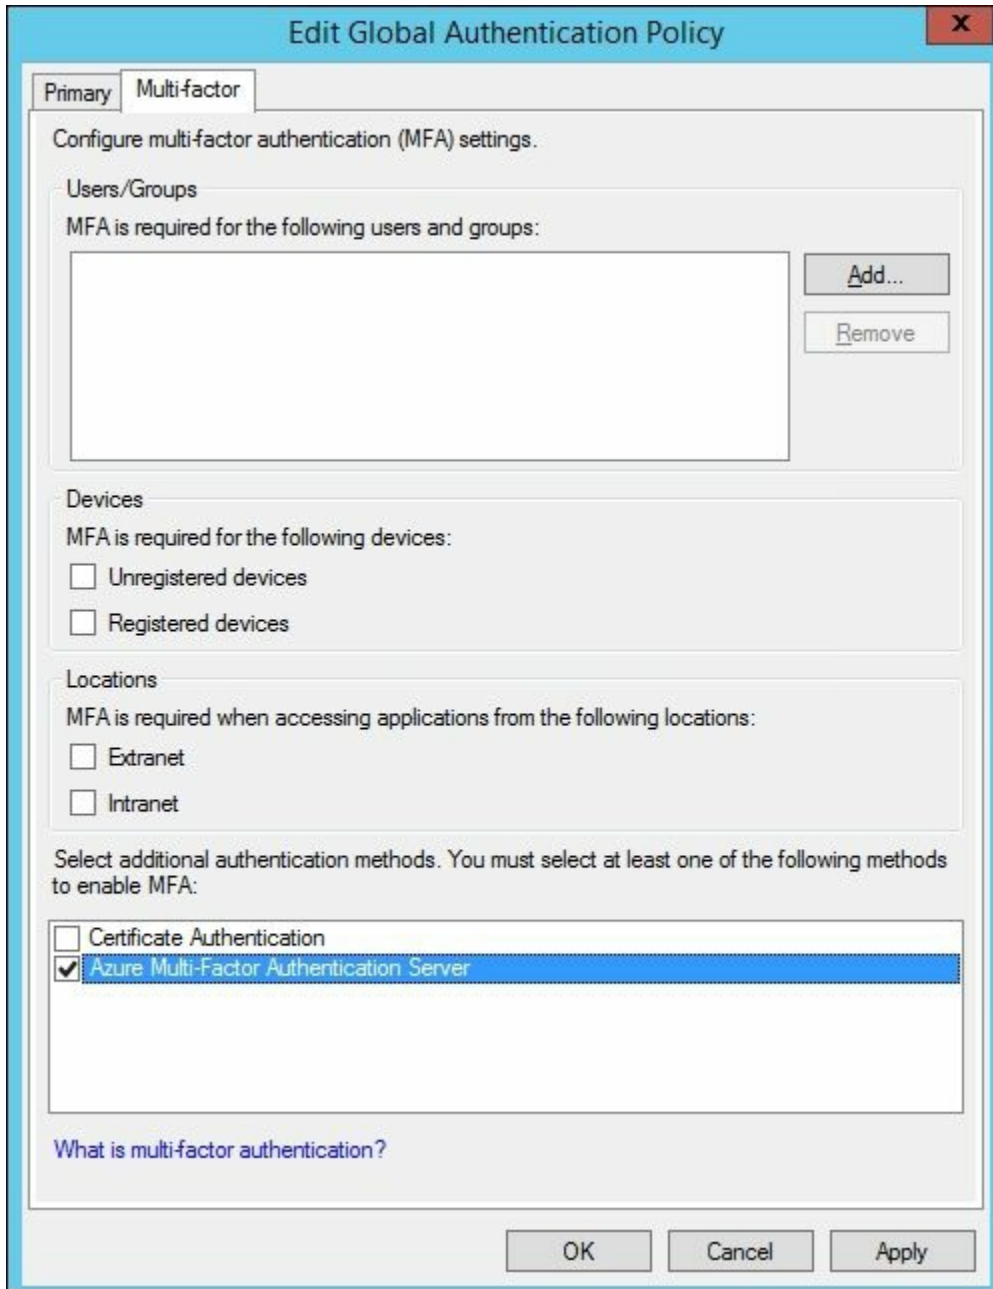 Edit Global Authentication Policy
x
Primary
Multi-factor
Configure multi-factor authentication (MFA) settings.
Users/Groups
MFA is required for the following users and groups:
Add...
Remove
Devices
MFA is required for the following devices:
Unregistered devices
Registered devices
Locations
MFA is required when accessing applications from the following locations:
Extranet
Intranet
Select additional authentication methods. You must select at least one of the following methods
to enable MFA:
Certificate Authentication
Azure Multi-Factor Authentication Server
What is multi-factor authentication?
OK
Cancel
Apply